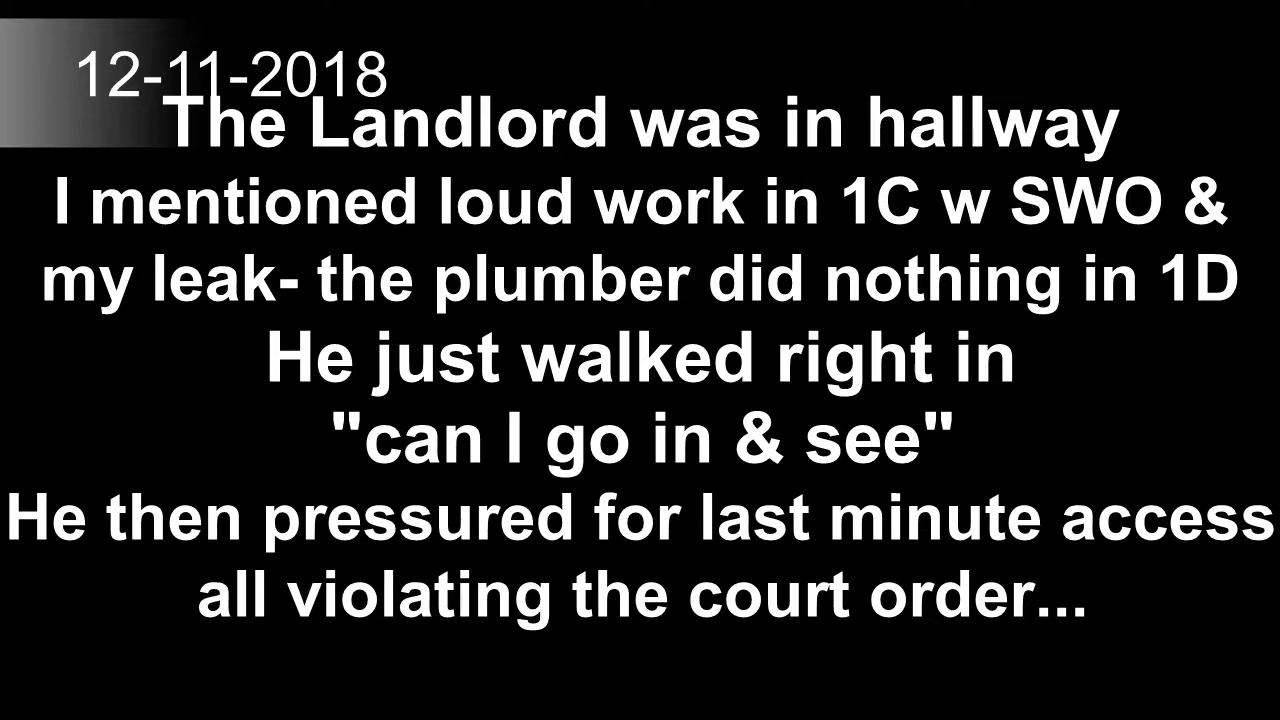 12-11-2018
The Landlord was in hallway
I mentioned loud work in 1C w SWO &
my leak- the plumber did nothing in 1D
He just walked right in
"can I go in & see"
He then pressured for last minute access
all violating the court order...